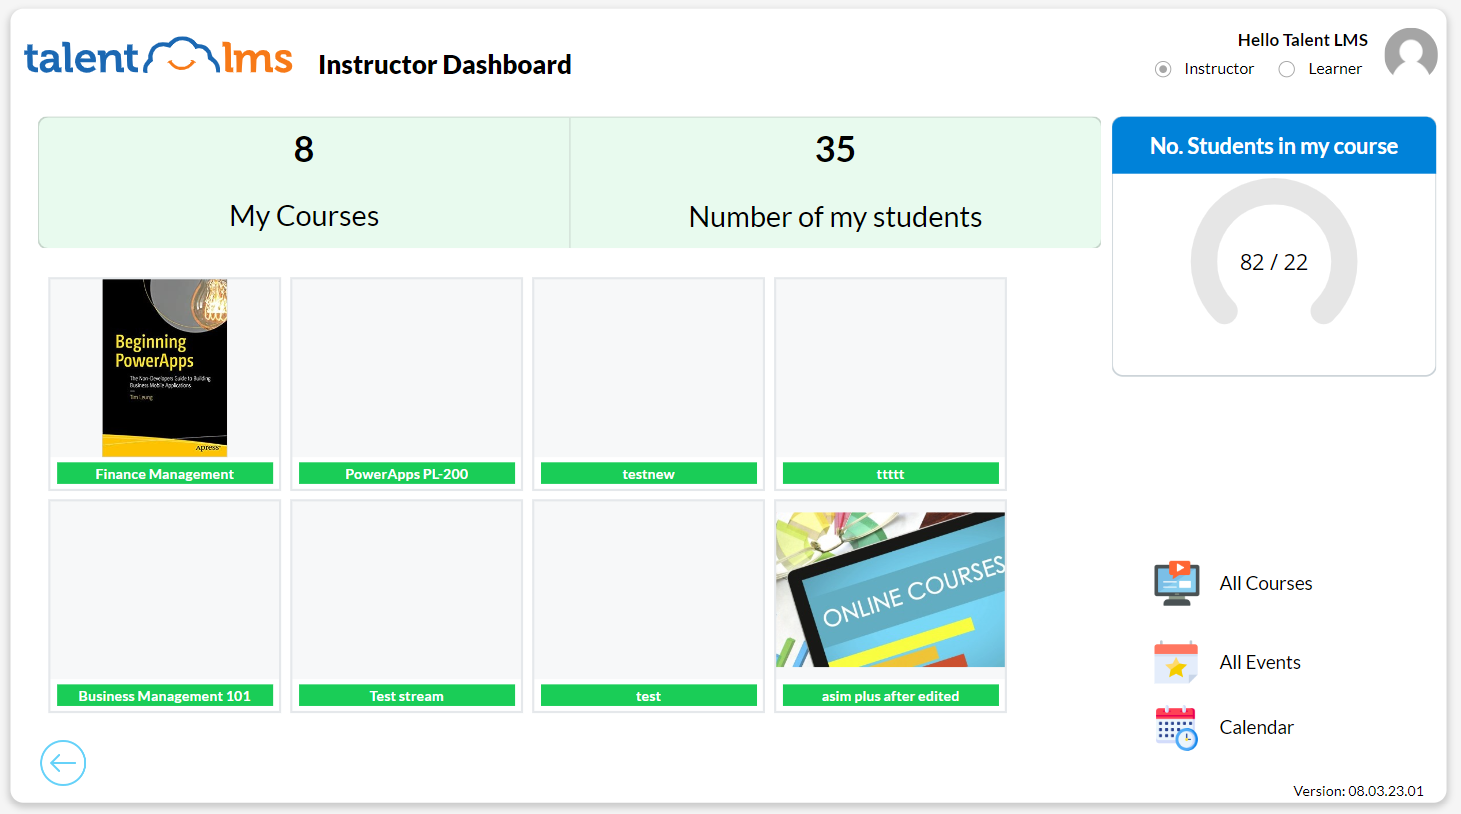 talent lms
Instructor Dashboard
Hello Talent LMS
Instructor
Learner
8
My Courses
35
Number of my students
No. Students in my course
82 / 22
Beginning
PowerApps
The Non-Developers Guide to Building
Business Mobile Applications
Tim Leung
Apress®
Finance Management
PowerApps PL-200
testnew
ttttt
ONLINE COURSES
Business Management 101
Test stream
test
asim plus after edited
All Courses
All Events
Calendar
Version: 08.03.23.01